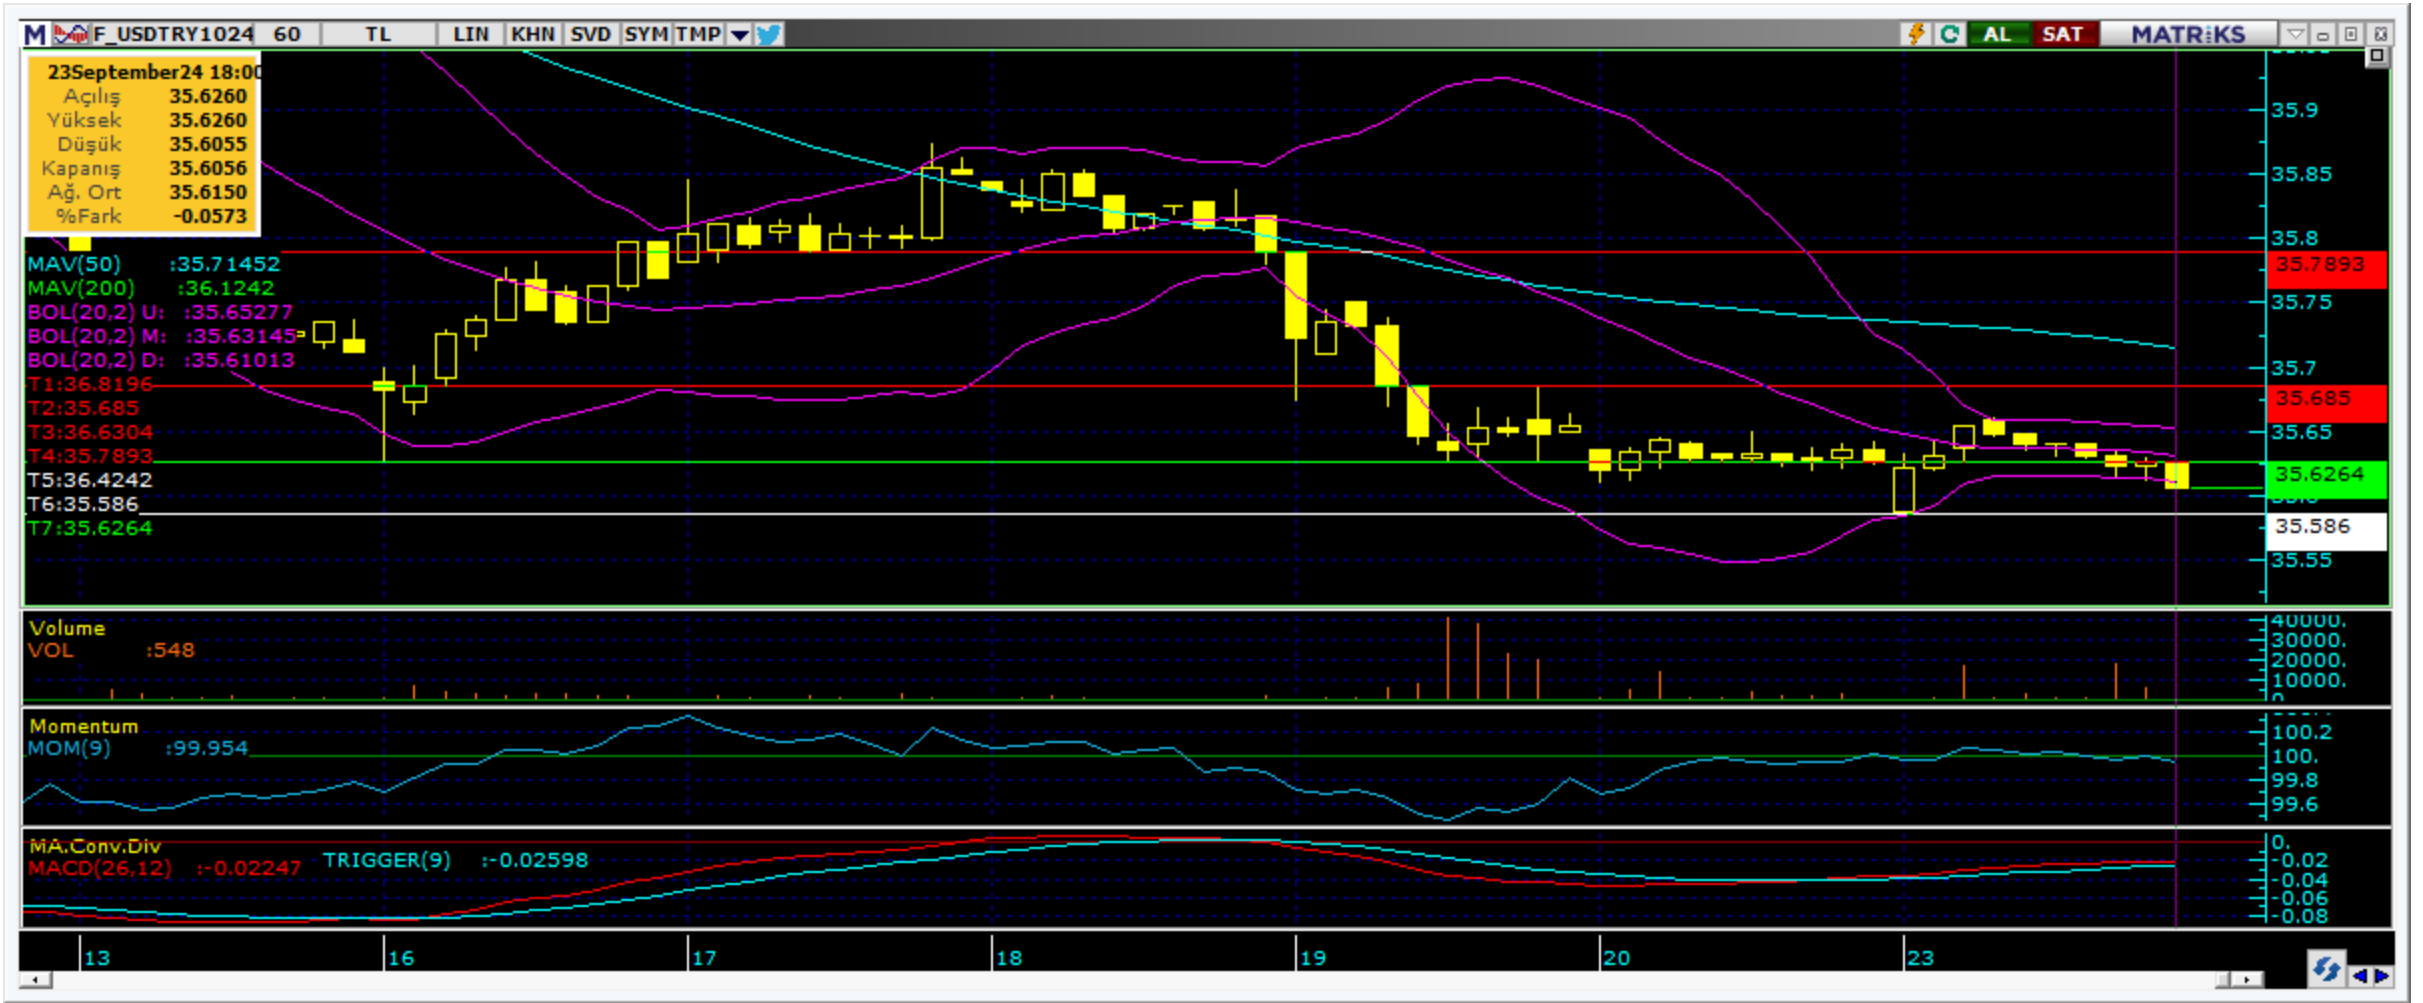 M F_USDTRY1024 60 TL LIN KHN SVD SYM TMP AL SAT MATRiKS
23September24 18:00
Açılış 35.6260
Yüksek 35.6260
Düşük 35.6055
Kapanış 35.6056
Ağ. Ort 35.6150
%Fark -0.0573
MAV(50) :35.71452
MAV(200) :36.1242
BOL(20,2) U: :35.65277
BOL(20,2) M: :35.63145
BOL(20,2) D: :35.61013
T1:36.8196
T2:35.685
T3:36.6304
T4:35.7893
T5:36.4242
T6:35.586
T7:35.6264
35.9
35.85
35.8
35.7893
35.75
35.7
35.685
35.65
35.6264
35.586
35.55
Volume
VOL :548
40000.
30000.
20000.
10000.
0
Momentum
MOM(9) :99.954
100.2
100.
99.8
99.6
MA.Conv.Div
MACD(26,12) :-0.02247 TRIGGER(9) :-0.02598
0.
-0.02
-0.04
-0.06
-0.08
13 16 17 18 19 20 23